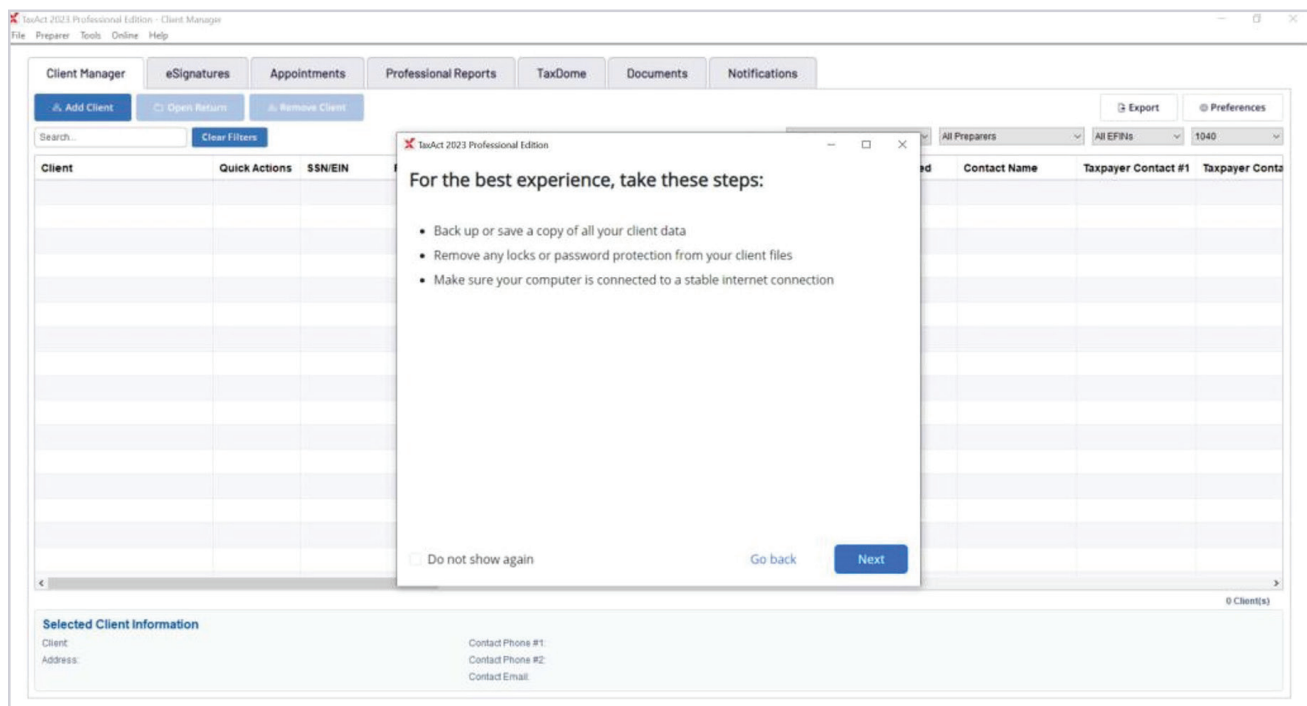 TaxAct 2023 Professional Edition - Client Manager
File Preparer Tools Online Help
Client Manager eSignatures Appointments Professional Reports TaxDome Documents Notifications
Add Client Open Return Remove Client Export Preferences
Search... Clear Filters All Preparers All EFINs 1040
Client Quick Actions SSN/EIN Contact Name Taxpayer Contact #1 Taxpayer Conta
TaxAct 2023 Professional Edition
For the best experience, take these steps:
• Back up or save a copy of all your client data
• Remove any locks or password protection from your client files
• Make sure your computer is connected to a stable internet connection
Do not show again Go back Next
0 Client(s)
Selected Client Information
Client: Contact Phone #1:
Address: Contact Phone #2:
Contact Email: